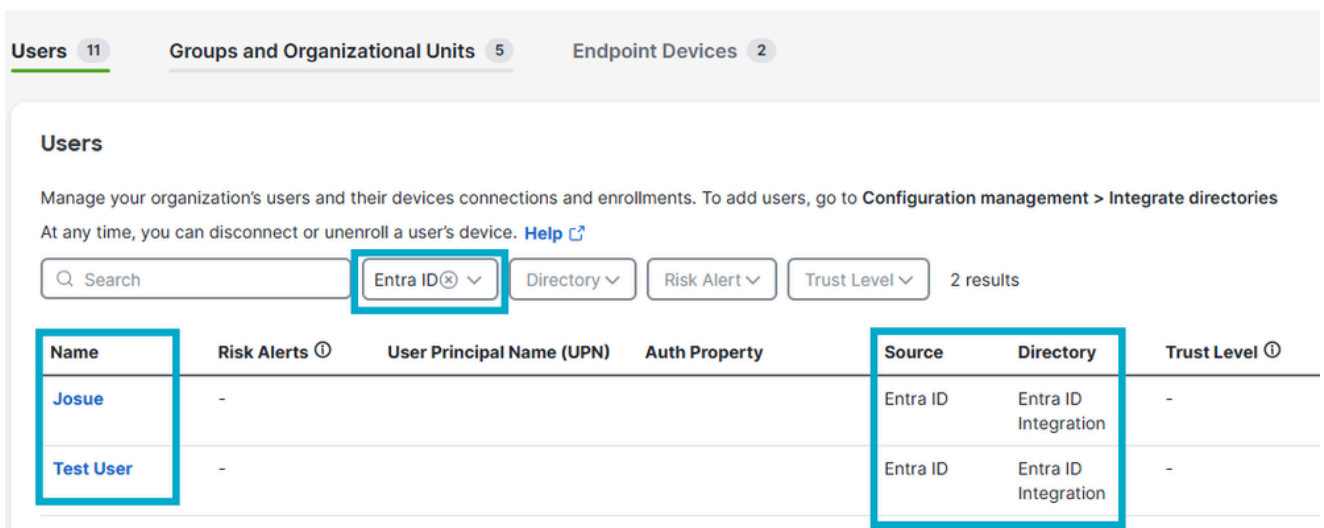 Users 11 Groups and Organizational Units 5 Endpoint Devices 2
Users
Manage your organization's users and their devices connections and enrollments. To add users, go to Configuration management > Integrate directories
At any time, you can disconnect or unenroll a user's device. Help
Search Entra ID Directory Risk Alert Trust Level 2 results
Name Risk Alerts User Principal Name (UPN) Auth Property Source Directory Trust Level
Josue - Entra ID Entra ID -
Integration
Test User - Entra ID Entra ID -
Integration